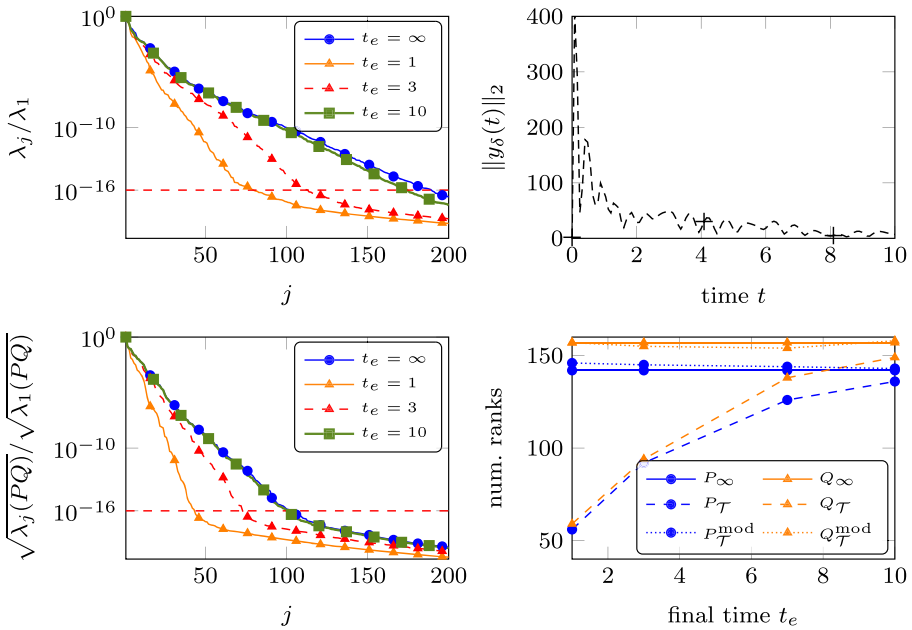 10^0
10^{-10}
10^{-16}
λ_j/λ_1
50 100 150 200
j
t_e = ∞
t_e = 1
t_e = 3
t_e = 10
400
300
200
100
0
‖y_δ(t)‖_2
0 2 4 6 8 10
time t
10^0
10^{-10}
10^{-16}
√λ_j(PQ)/√λ_1(PQ)
50 100 150 200
j
t_e = ∞
t_e = 1
t_e = 3
t_e = 10
150
100
50
num. ranks
2 4 6 8 10
final time t_e
P_∞ Q_∞
P_𝒯 Q_𝒯
P_𝒯^mod Q_𝒯^mod